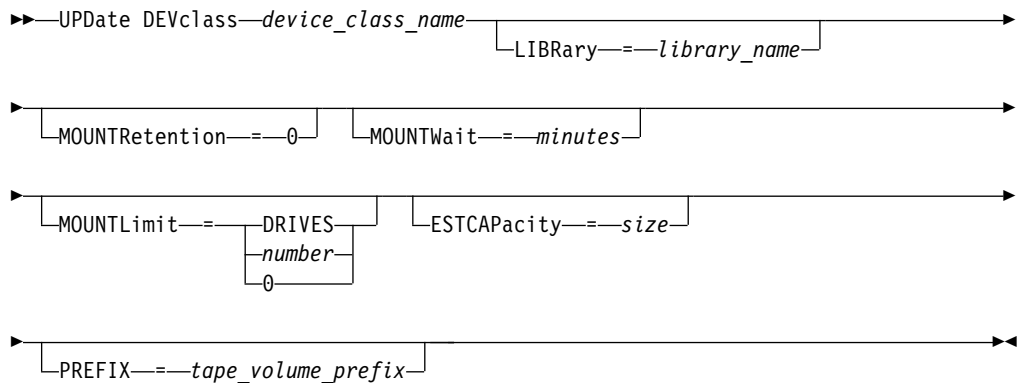 UPDate DEVclass device_class_name
LIBRary = library_name
MOUNTRetention = 0 MOUNTWait = minutes
MOUNTLimit = DRIVES ESTCAPacity = size
number
0
PREFIX = tape_volume_prefix